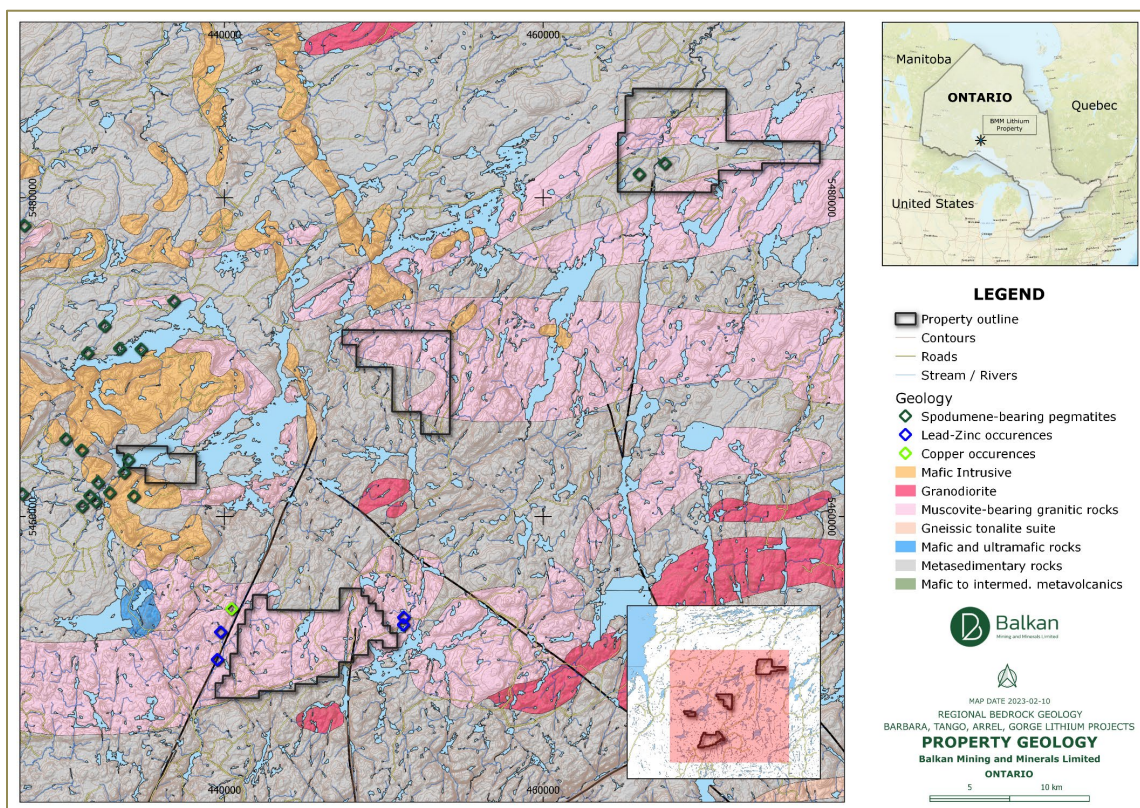 440000
460000
5480000
5480000
5460000
5460000
440000
460000
Manitoba
ONTARIO
Quebec
BMM Lithium
Property
United States
LEGEND
Property outline
Contours
Roads
Stream / Rivers
Geology
Spodumene-bearing pegmatites
Lead-Zinc occurences
Copper occurences
Mafic Intrusive
Granodiorite
Muscovite-bearing granitic rocks
Gneissic tonalite suite
Mafic and ultramafic rocks
Metasedimentary rocks
Mafic to intermed. metavolcanics
Balkan
Mining and Minerals Limited
MAP DATE 2023-02-10
REGIONAL BEDROCK GEOLOGY
BARBARA, TANGO, ARREL, GORGE LITHIUM PROJECTS
PROPERTY GEOLOGY
Balkan Mining and Minerals Limited
ONTARIO
5 10 km